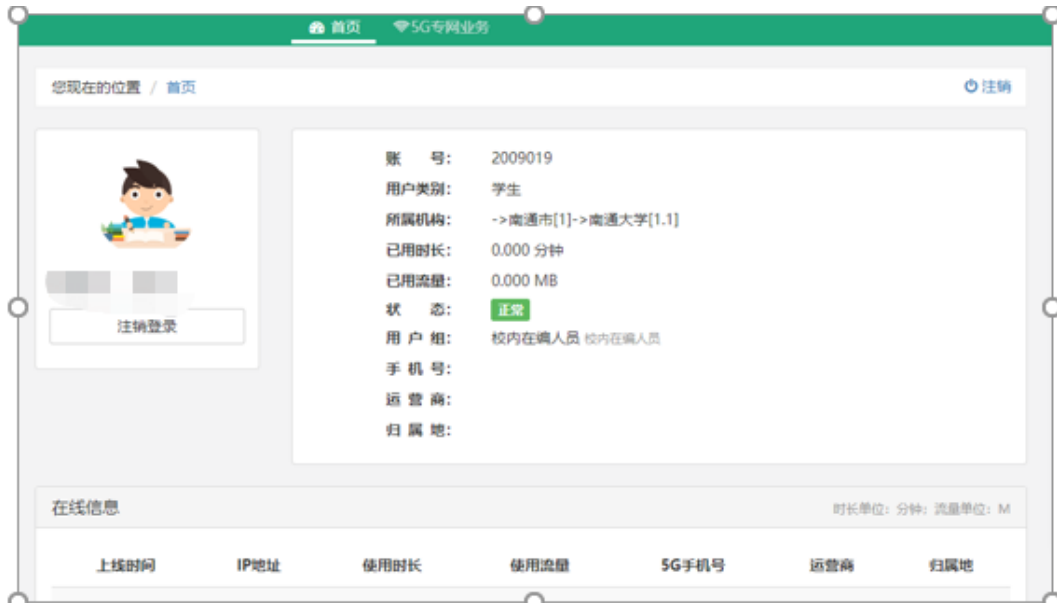 首页 5G专网业务
您现在的位置 / 首页 注销
注销登录
账 号： 2009019
用户类别： 学生
所属机构： ->南通市[1]->南通大学[1.1]
已用时长： 0.000 分钟
已用流量： 0.000 MB
状 态： 正常
用 户 组： 校内在编人员 校内在编人员
手 机 号：
运 营 商：
归 属 地：
在线信息 时长单位：分钟；流量单位：M
上线时间 IP地址 使用时长 使用流量 5G手机号 运营商 归属地